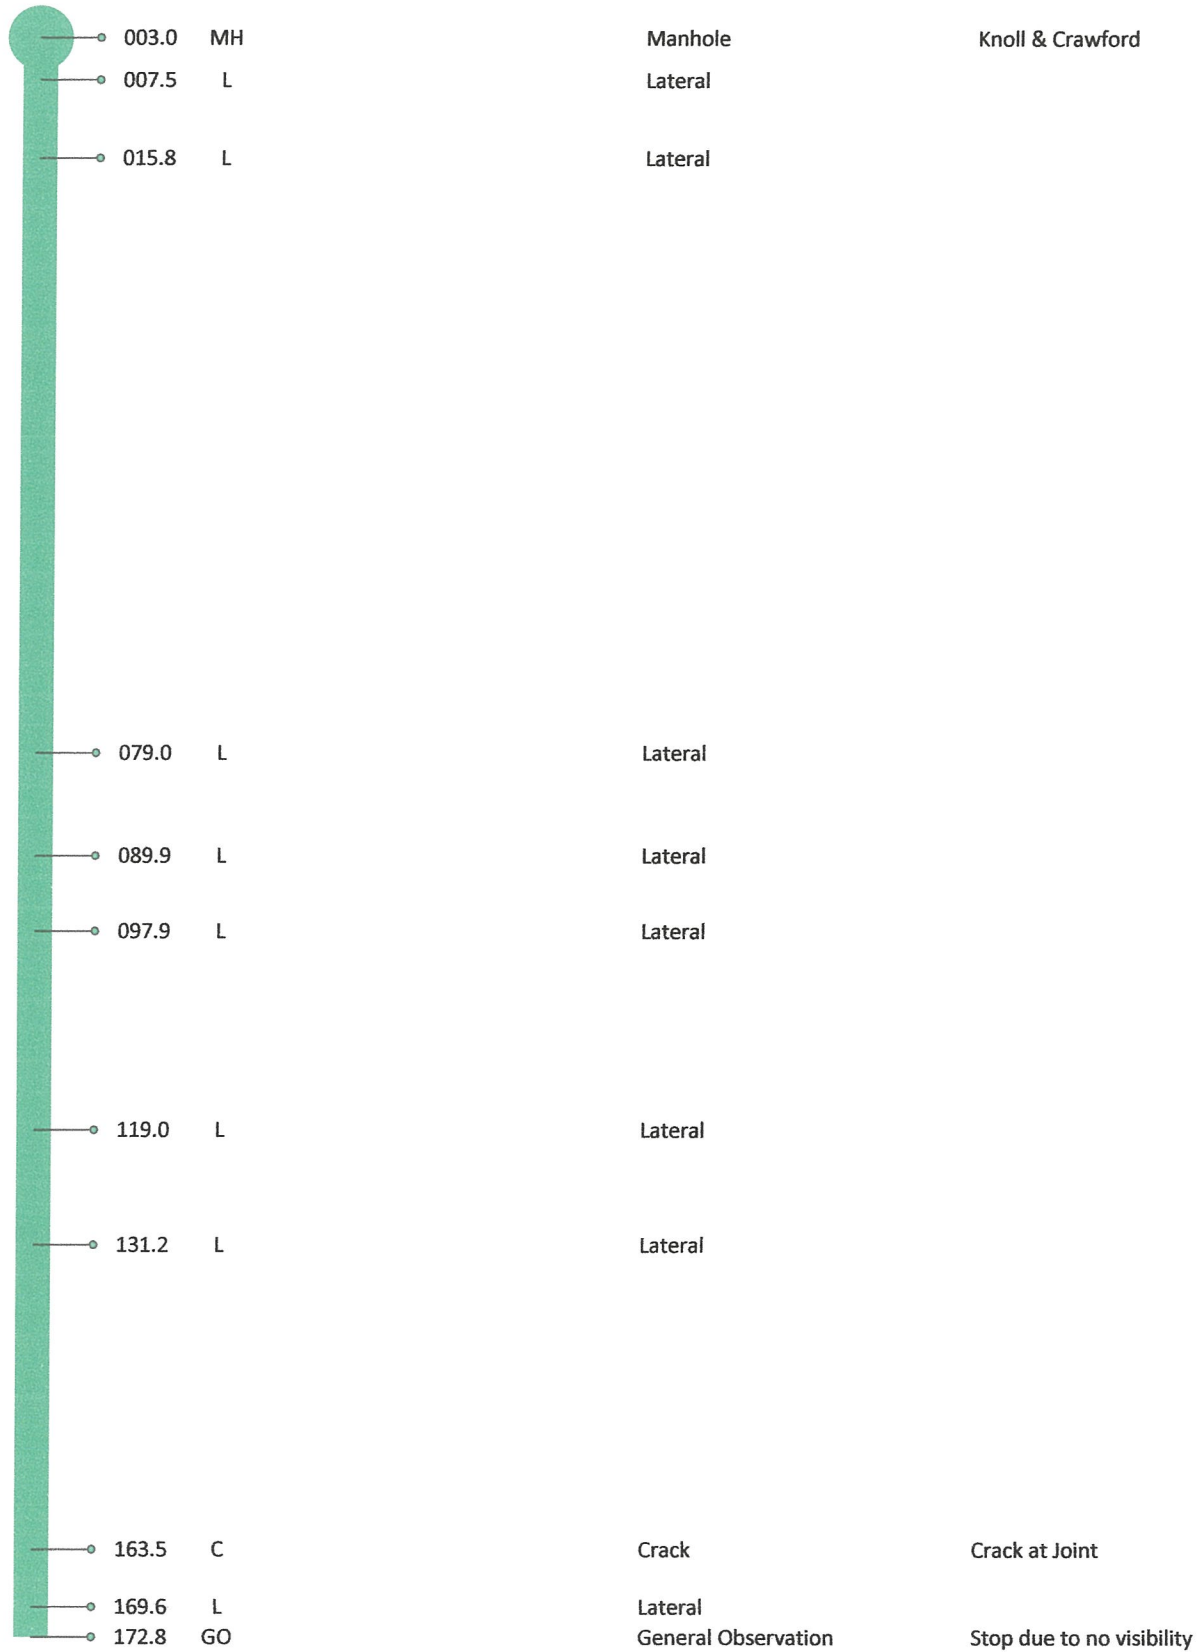 003.0 MH Manhole Knoll & Crawford
007.5 L Lateral
015.8 L Lateral
079.0 L Lateral
089.9 L Lateral
097.9 L Lateral
119.0 L Lateral
131.2 L Lateral
163.5 C Crack Crack at Joint
169.6 L Lateral
172.8 GO General Observation Stop due to no visibility